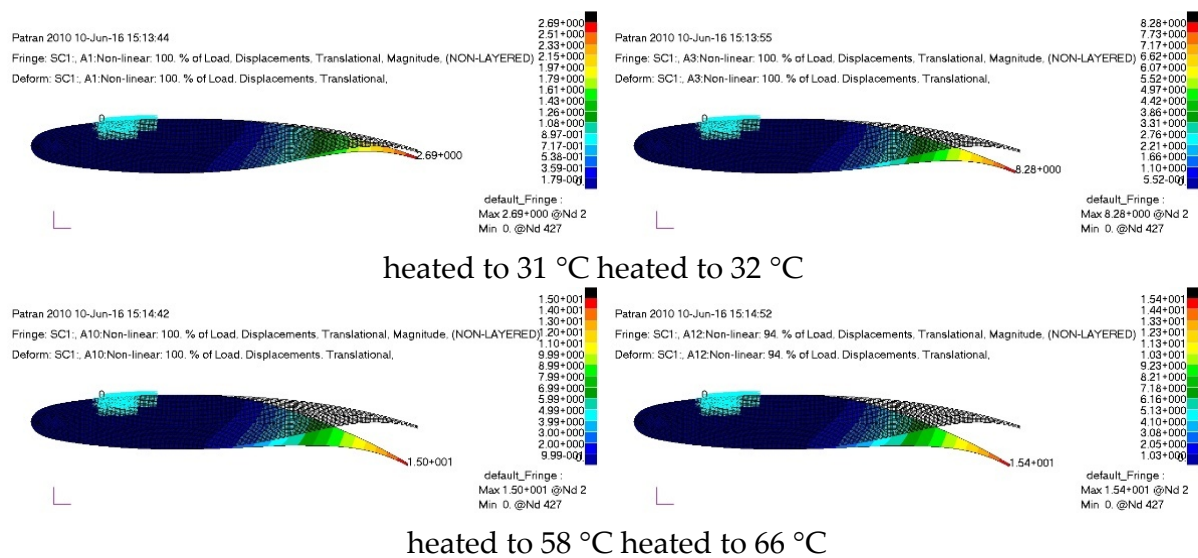 Patran 2010 10-Jun-16 15:13:44
Fringe: SC1:, A1:Non-linear: 100. % of Load, Displacements, Translational, Magnitude, (NON-LAYERED)
Deform: SC1:, A1:Non-linear: 100. % of Load, Displacements, Translational,
2.69+000
2.51+000
2.33+000
2.15+000
1.97+000
1.79+000
1.61+000
1.43+000
1.26+000
1.08+000
8.97-001
7.17-001
5.38-001
3.59-001
1.79-001
0.
2.69+000
default_Fringe :
Max 2.69+000 @Nd 2
Min 0. @Nd 427
Patran 2010 10-Jun-16 15:13:55
Fringe: SC1:, A3:Non-linear: 100. % of Load, Displacements, Translational, Magnitude, (NON-LAYERED)
Deform: SC1:, A3:Non-linear: 100. % of Load, Displacements, Translational,
8.28+000
7.73+000
7.17+000
6.62+000
6.07+000
5.52+000
4.97+000
4.42+000
3.86+000
3.31+000
2.76+000
2.21+000
1.66+000
1.10+000
5.52-001
0.
8.28+000
default_Fringe :
Max 8.28+000 @Nd 2
Min 0. @Nd 427
heated to 31 °C heated to 32 °C
Patran 2010 10-Jun-16 15:14:42
Fringe: SC1:, A10:Non-linear: 100. % of Load, Displacements, Translational, Magnitude, (NON-LAYERED)
Deform: SC1:, A10:Non-linear: 100. % of Load, Displacements, Translational,
1.50+001
1.40+001
1.30+001
1.20+001
1.10+001
9.99+000
8.99+000
7.99+000
6.99+000
5.99+000
4.99+000
3.99+000
3.00+000
2.00+000
9.99-001
0.
1.50+001
default_Fringe :
Max 1.50+001 @Nd 2
Min 0. @Nd 427
Patran 2010 10-Jun-16 15:14:52
Fringe: SC1:, A12:Non-linear: 94. % of Load, Displacements, Translational, Magnitude, (NON-LAYERED)
Deform: SC1:, A12:Non-linear: 94. % of Load, Displacements, Translational,
1.54+001
1.44+001
1.33+001
1.23+001
1.13+001
1.03+001
9.23+000
8.21+000
7.18+000
6.16+000
5.13+000
4.10+000
3.08+000
2.05+000
1.03+000
0.
1.54+001
default_Fringe :
Max 1.54+001 @Nd 2
Min 0. @Nd 427
heated to 58 °C heated to 66 °C